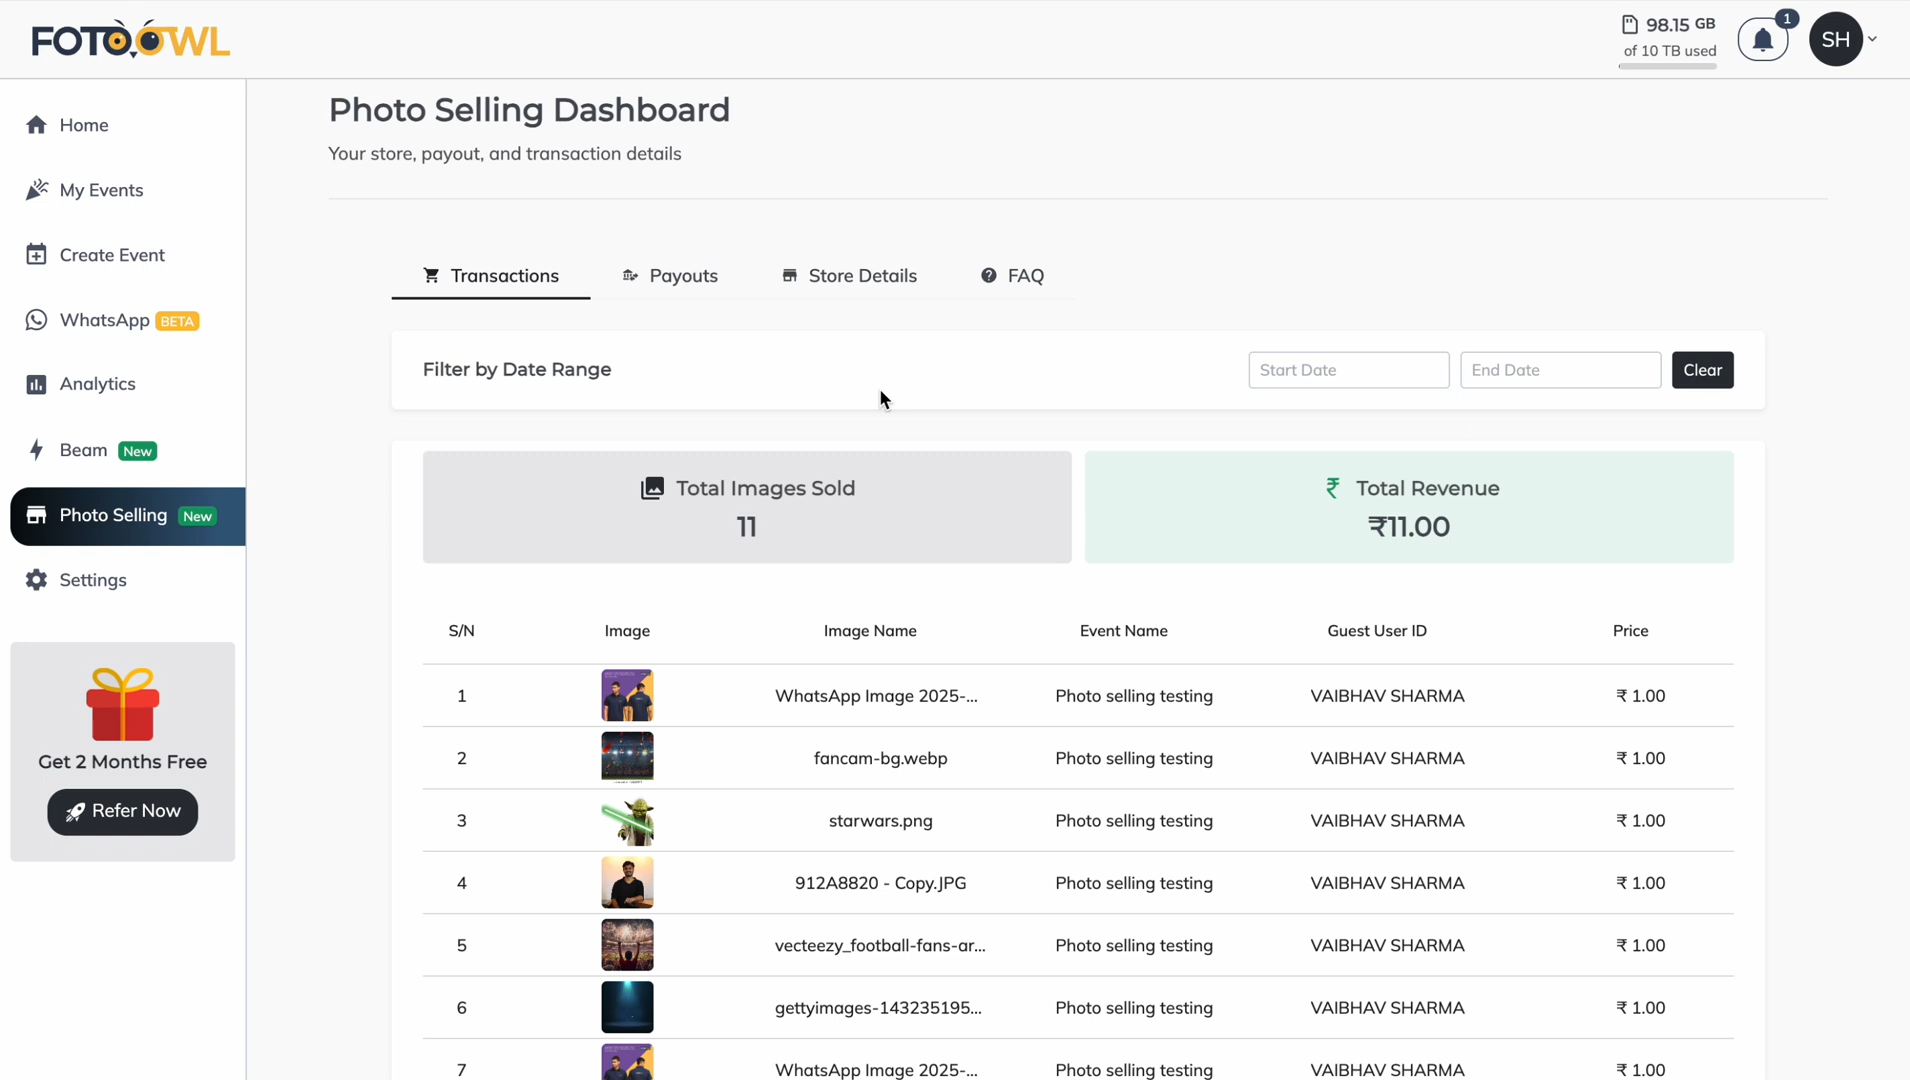 FOTOOWL
98.15 GB
of 10 TB used
1
SH
Home
My Events
Create Event
WhatsApp BETA
Analytics
Beam New
Photo Selling New
Settings
Get 2 Months Free
Refer Now
Photo Selling Dashboard
Your store, payout, and transaction details
Transactions Payouts Store Details FAQ
Filter by Date Range Start Date End Date Clear
Total Images Sold
11
₹ Total Revenue
₹11.00
S/N Image Image Name Event Name Guest User ID Price
1 WhatsApp Image 2025-... Photo selling testing VAIBHAV SHARMA ₹ 1.00
2 fancam-bg.webp Photo selling testing VAIBHAV SHARMA ₹ 1.00
3 starwars.png Photo selling testing VAIBHAV SHARMA ₹ 1.00
4 912A8820 - Copy.JPG Photo selling testing VAIBHAV SHARMA ₹ 1.00
5 vecteezy_football-fans-ar... Photo selling testing VAIBHAV SHARMA ₹ 1.00
6 gettyimages-143235195... Photo selling testing VAIBHAV SHARMA ₹ 1.00
7 WhatsApp Image 2025-... Photo selling testing VAIBHAV SHARMA ₹ 1.00